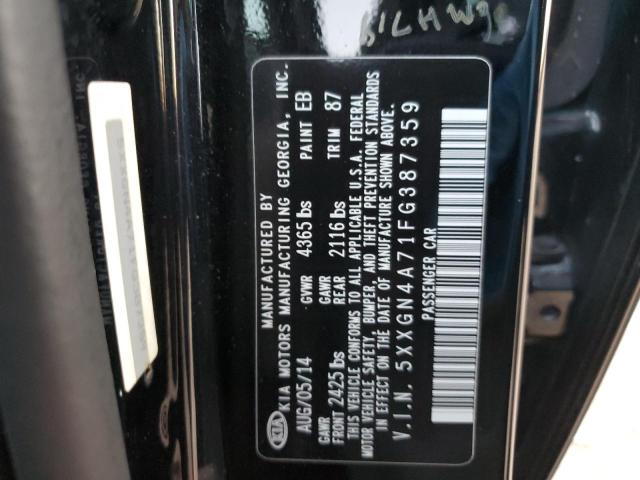 MANUFACTURED BY
KIA KIA MOTORS MANUFACTURING GEORGIA, INC.
AUG/05/14 GVWR 4365 lbs PAINT EB
GAWR FRONT 2425 lbs GAWR REAR 2116 lbs TRIM 87
THIS VEHICLE CONFORMS TO ALL APPLICABLE U.S.A. FEDERAL
MOTOR VEHICLE SAFETY, BUMPER, AND THEFT PREVENTION STANDARDS
IN EFFECT ON THE DATE OF MANUFACTURE SHOWN ABOVE.
V.I.N. 5XXGN4A71FG387359
PASSENGER CAR